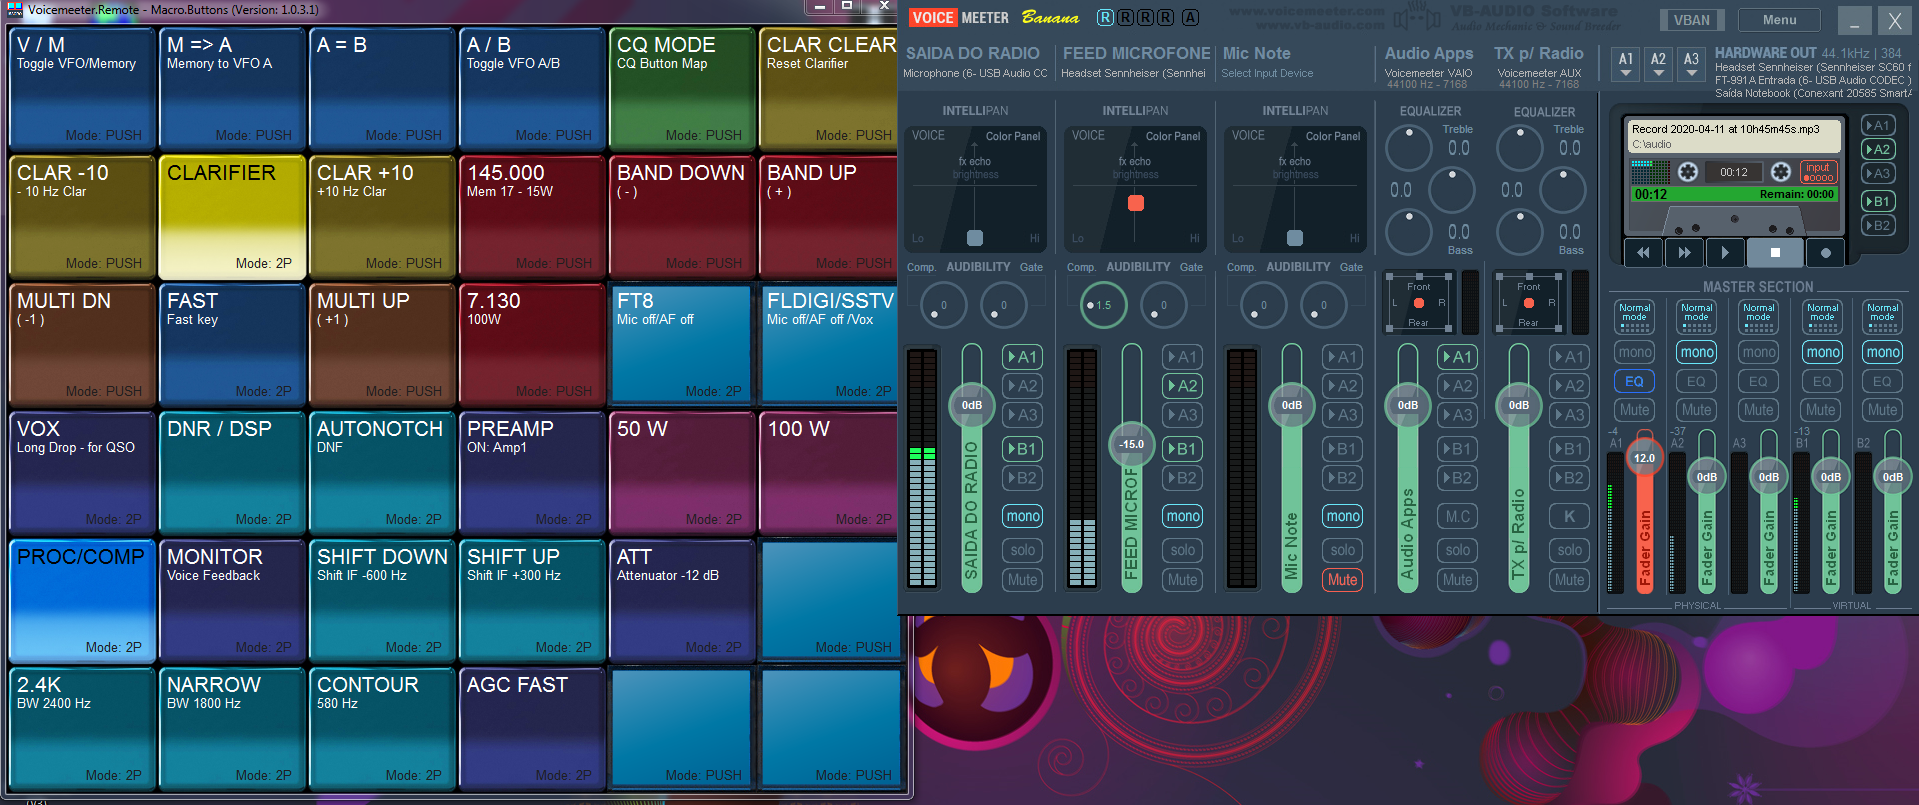 Voicemeeter.Remote - Macro.Buttons (Version: 1.0.3.1)
V / M
Toggle VFO/Memory
Mode: PUSH
M => A
Memory to VFO A
Mode: PUSH
A = B
Mode: PUSH
A / B
Toggle VFO A/B
Mode: PUSH
CQ MODE
CQ Button Map
Mode: PUSH
CLAR CLEAR
Reset Clarifier
Mode: PUSH
CLAR -10
- 10 Hz Clar
Mode: PUSH
CLARIFIER
Mode: 2P
CLAR +10
+10 Hz Clar
Mode: PUSH
145.000
Mem 17 - 15W
Mode: PUSH
BAND DOWN
( - )
Mode: PUSH
BAND UP
( + )
Mode: PUSH
MULTI DN
( -1 )
Mode: PUSH
FAST
Fast key
Mode: 2P
MULTI UP
( +1 )
Mode: PUSH
7.130
100W
Mode: PUSH
FT8
Mic off/AF off
Mode: 2P
FLDIGI/SSTV
Mic off/AF off /Vox
Mode: 2P
VOX
Long Drop - for QSO
Mode: 2P
DNR / DSP
Mode: 2P
AUTONOTCH
DNF
Mode: 2P
PREAMP
ON: Amp1
Mode: 2P
50 W
Mode: 2P
100 W
Mode: 2P
PROC/COMP
Mode: 2P
MONITOR
Voice Feedback
Mode: 2P
SHIFT DOWN
Shift IF -600 Hz
Mode: 2P
SHIFT UP
Shift IF +300 Hz
Mode: 2P
ATT
Attenuator -12 dB
Mode: 2P
Mode: PUSH
2.4K
BW 2400 Hz
Mode: 2P
NARROW
BW 1800 Hz
Mode: 2P
CONTOUR
580 Hz
Mode: 2P
AGC FAST
Mode: 2P
Mode: PUSH
Mode: PUSH
VOICE MEETER Banana R R R R A
www.voicemeeter.com
www.vb-audio.com
VB-AUDIO Software
Audio Mechanic & Sound Breeder
VBAN Menu _ X
SAIDA DO RADIO
Microphone (6- USB Audio CC
INTELLIPAN
VOICE Color Panel
fx echo
brightness
Lo Hi
Comp. AUDIBILITY Gate
0 0
0dB
SAIDA DO RADIO
A1
A2
A3
B1
B2
mono
solo
Mute
FEED MICROFONE
Headset Sennheiser (Sennhei
INTELLIPAN
VOICE Color Panel
fx echo
brightness
Lo Hi
Comp. AUDIBILITY Gate
1.5 0
-15.0
FEED MICROF
A1
A2
A3
B1
B2
mono
solo
Mute
Mic Note
Select Input Device
INTELLIPAN
VOICE Color Panel
fx echo
brightness
Lo Hi
Comp. AUDIBILITY Gate
0 0
0dB
Mic Note
A1
A2
A3
B1
B2
mono
solo
Mute
Audio Apps
Voicemeeter VAIO
44100 Hz - 7168
EQUALIZER
Treble
0.0
0.0
0.0
Bass
Front
L R
Rear
0dB
Audio Apps
A1
A2
A3
B1
B2
M.C
solo
Mute
TX p/ Radio
Voicemeeter AUX
44100 Hz - 7168
EQUALIZER
Treble
0.0
0.0
0.0
Bass
Front
L R
Rear
0dB
TX p/ Radio
A1
A2
A3
B1
B2
K
solo
Mute
A1 A2 A3
HARDWARE OUT 44.1kHz | 384
Headset Sennheiser (Sennheiser SC60 f
FT-991A Entrada (6- USB Audio CODEC )
Saída Notebook (Conexant 20585 SmartA
Record 2020-04-11 at 10h45m45s.mp3
C:\audio
00:12
input
00:12 Remain: 00:00
A1
A2
A3
B1
B2
MASTER SECTION
Normal mode Normal mode Normal mode Normal mode Normal mode
mono mono mono mono mono
EQ EQ EQ EQ EQ
Mute Mute Mute Mute Mute
-4 -37 -13
A1 A2 A3 B1 B2
12.0 0dB 0dB 0dB 0dB
Fader Gain Fader Gain Fader Gain Fader Gain Fader Gain
PHYSICAL VIRTUAL
(V3)